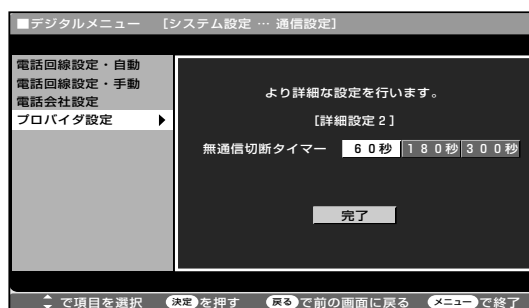 ■デジタルメニュー [システム設定 … 通信設定]
電話回線設定・自動
電話回線設定・手動
電話会社設定
プロバイダ設定
より詳細な設定を行います。
[詳細設定2]
無通信切断タイマー 60秒 180秒 300秒
完了
で項目を選択 決定を押す 戻るで前の画面に戻る メニューで終了